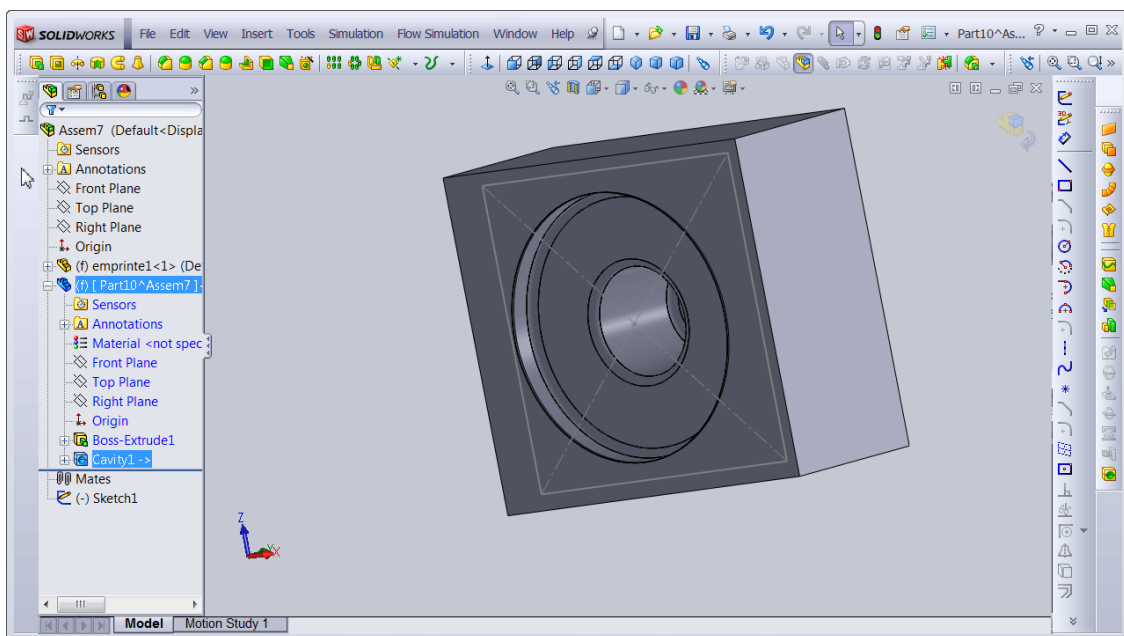 SW SOLIDWORKS File Edit View Insert Tools Simulation Flow Simulation Window Help Part10^As... ?
»
»
Assem7 (Default<Displa
Sensors
A Annotations
Front Plane
Top Plane
Right Plane
Origin
(f) emprinte1<1> (De
(f) [ Part10^Assem7 ]
Sensors
A Annotations
Material <not spec
Front Plane
Top Plane
Right Plane
Origin
Boss-Extrude1
Cavity1 ->
Mates
(-) Sketch1
Z
X
Model Motion Study 1